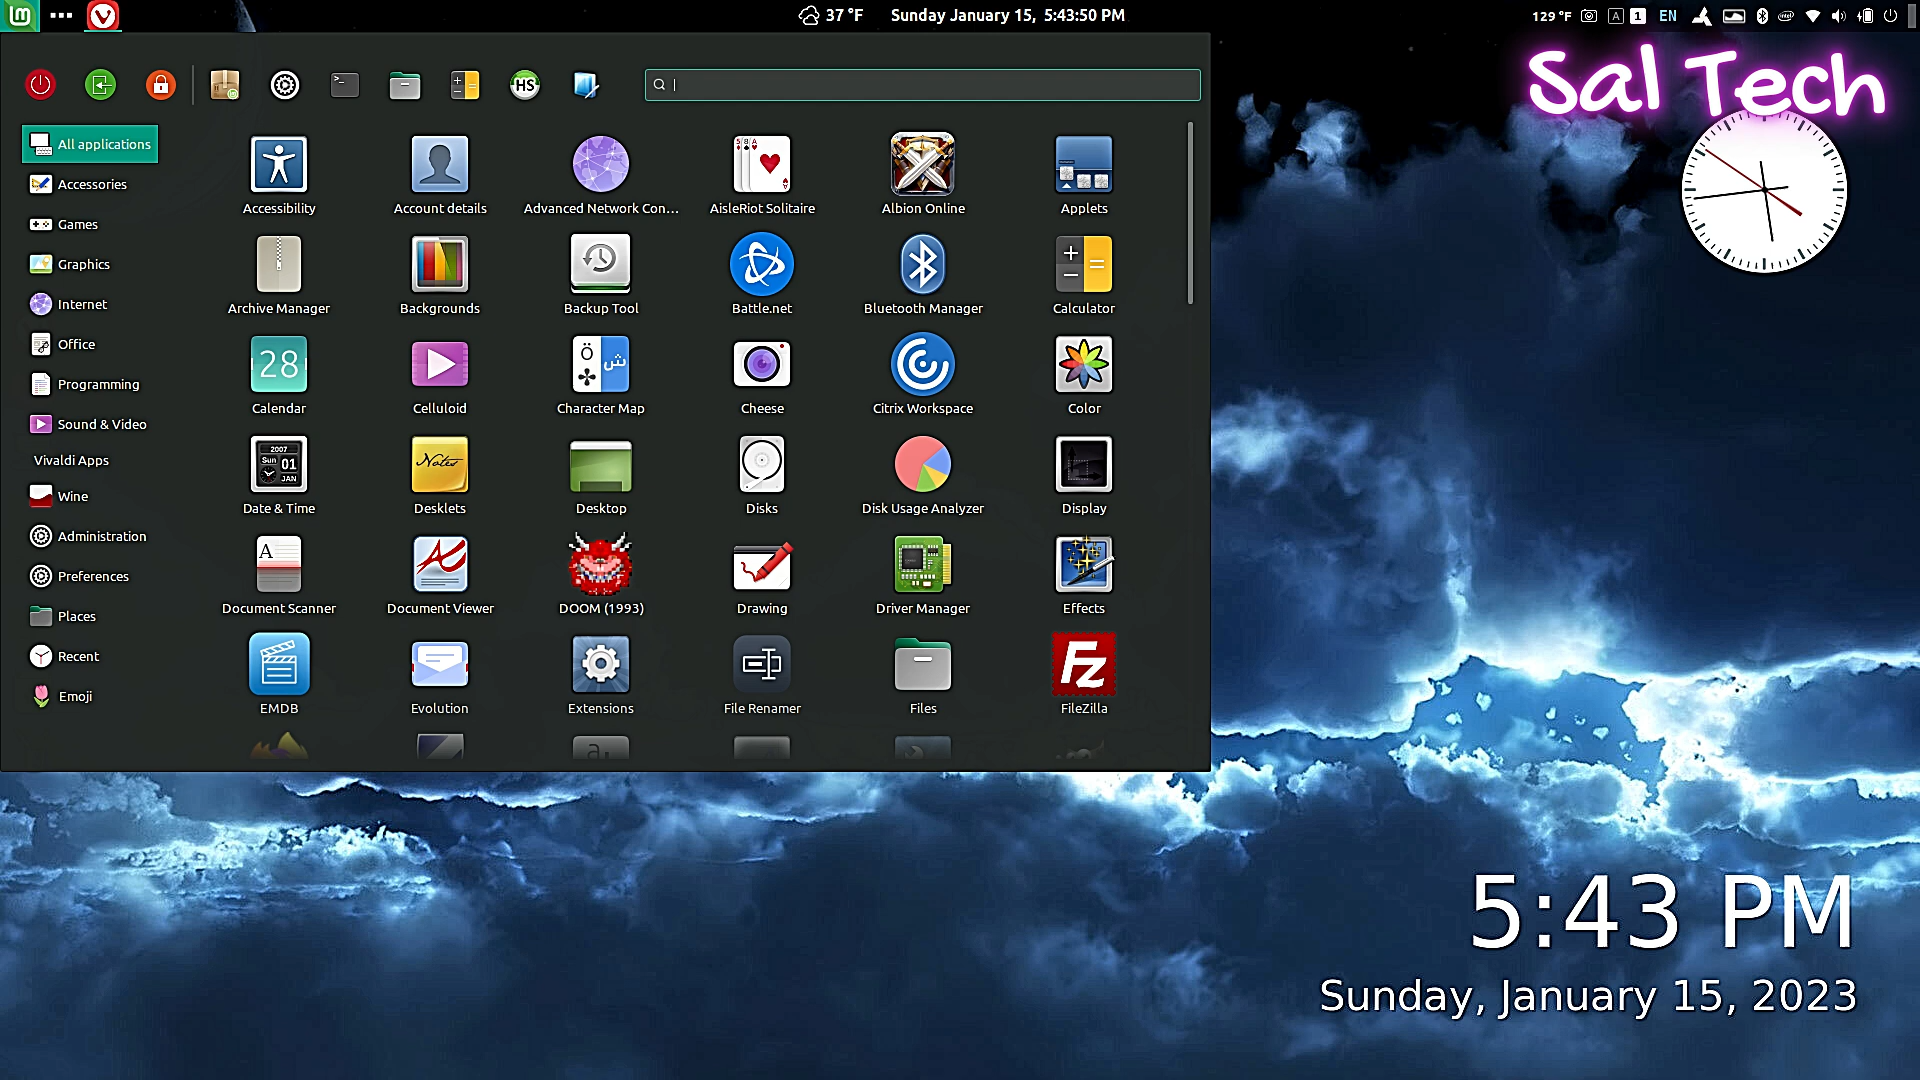 37 °F
Sunday January 15, 5:43:50 PM
129 °F
A
1
EN
intel
Sal Tech
HS
All applications
Accessories
Games
Graphics
Internet
Office
Programming
Sound & Video
Vivaldi Apps
Wine
Administration
Preferences
Places
Recent
Emoji
Accessibility
Account details
Advanced Network Con...
AisleRiot Solitaire
Albion Online
Applets
Archive Manager
Backgrounds
Backup Tool
Battle.net
Bluetooth Manager
Calculator
28
Ö
ش
Calendar
Celluloid
Character Map
Cheese
Citrix Workspace
Color
2007
Sun 01
JAN
Notes
Date & Time
Desklets
Desktop
Disks
Disk Usage Analyzer
Display
A
Document Scanner
Document Viewer
DOOM (1993)
Drawing
Driver Manager
Effects
FZ
EMDB
Evolution
Extensions
File Renamer
Files
FileZilla
a.
5:43 PM
Sunday, January 15, 2023